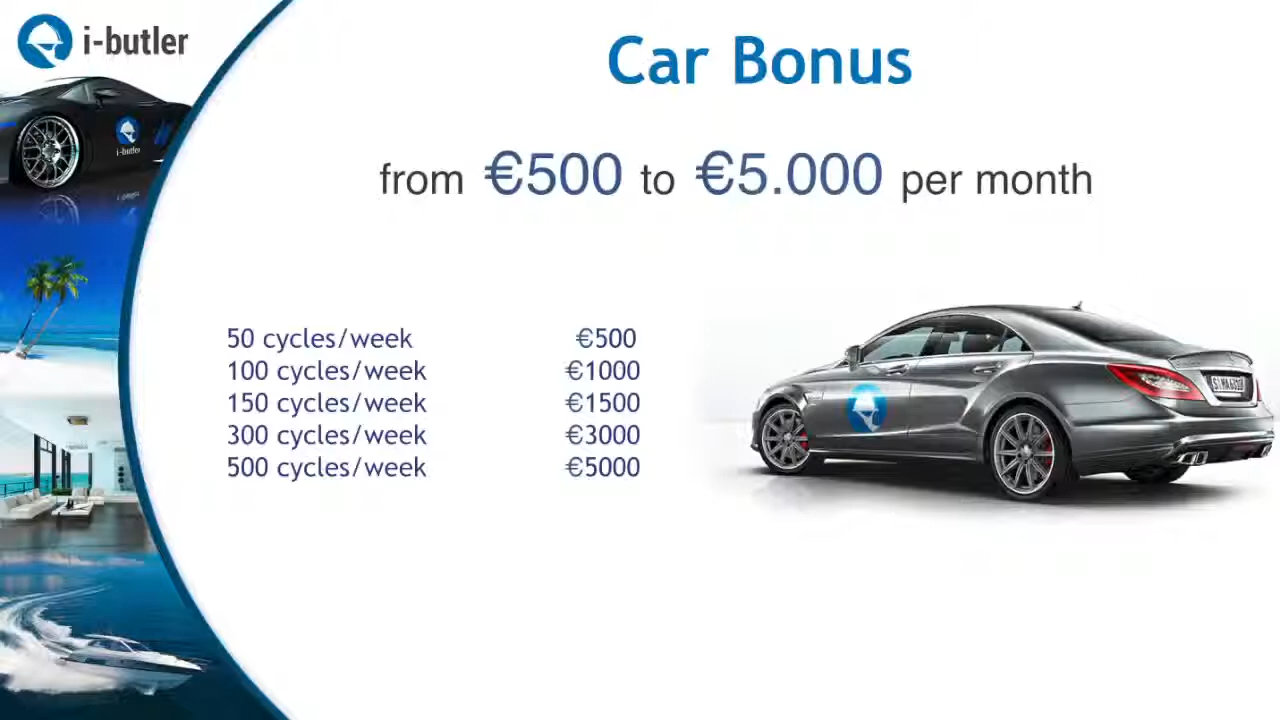 i-butler
Car Bonus
from €500 to €5.000 per month
i-butler
50 cycles/week €500
100 cycles/week €1000
150 cycles/week €1500
300 cycles/week €3000
500 cycles/week €5000